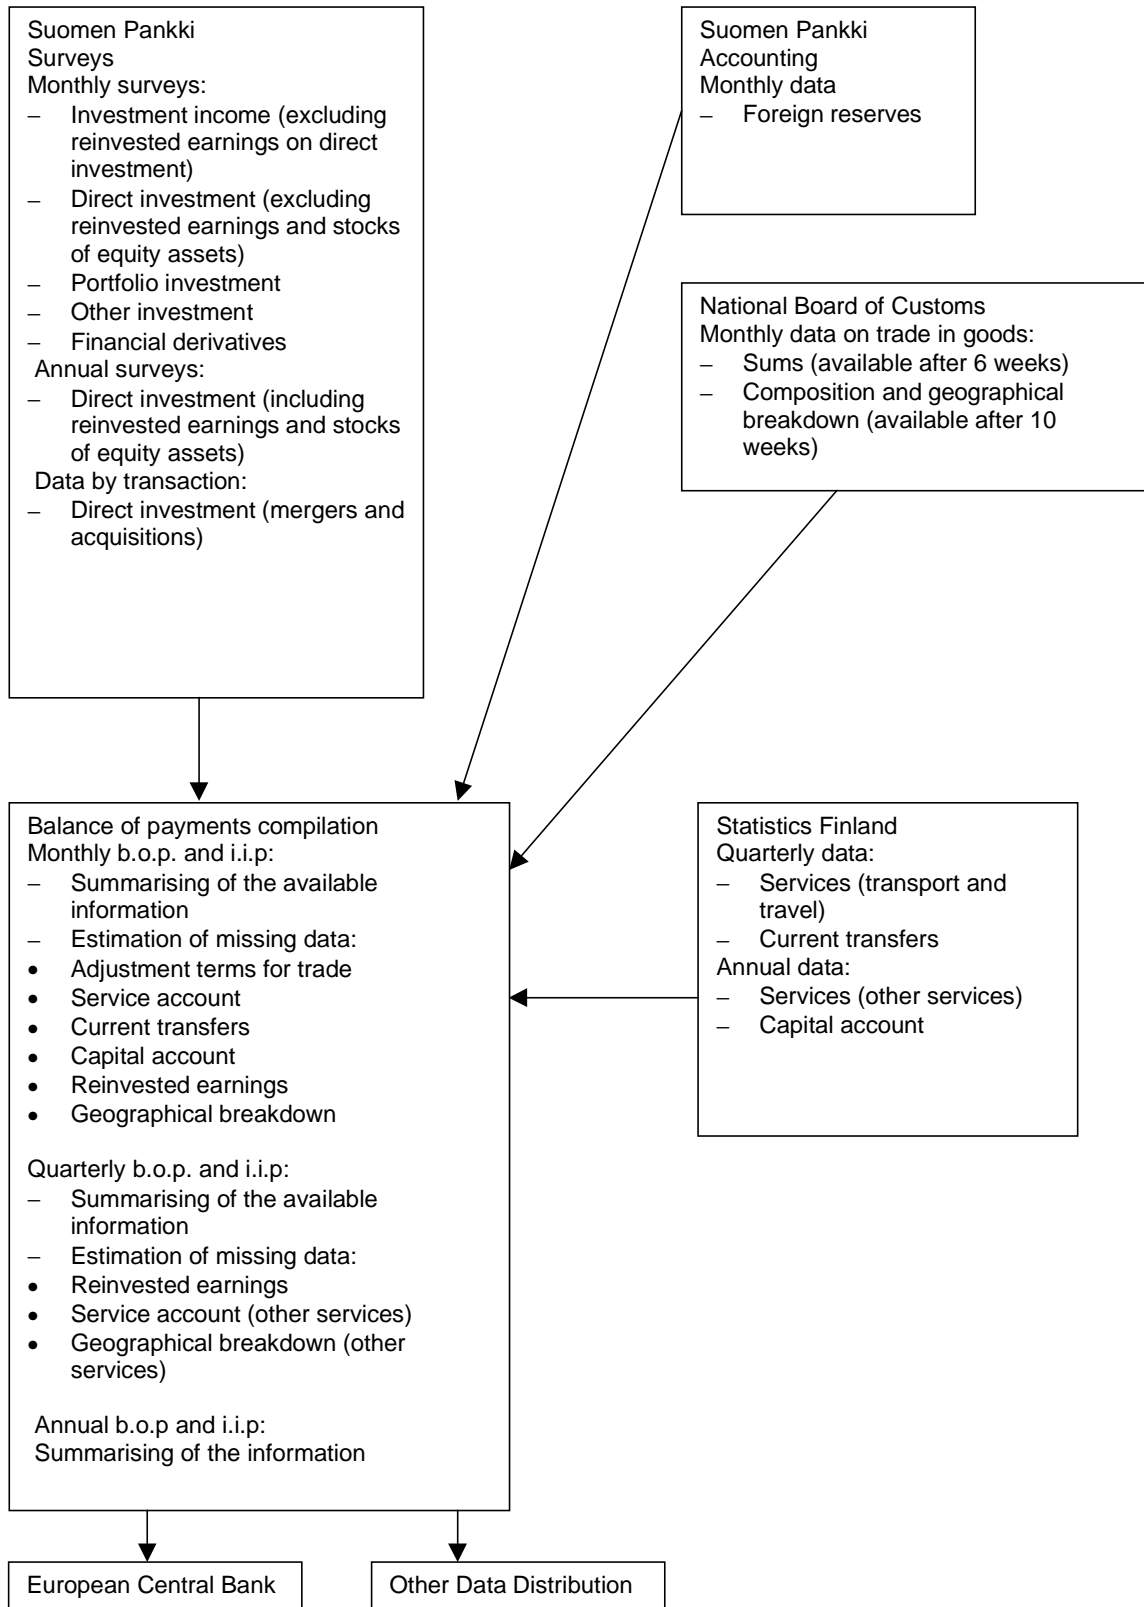 Suomen Pankki
Surveys
Monthly surveys:
– Investment income (excluding
reinvested earnings on direct
investment)
– Direct investment (excluding
reinvested earnings and stocks
of equity assets)
– Portfolio investment
– Other investment
– Financial derivatives
Annual surveys:
– Direct investment (including
reinvested earnings and stocks
of equity assets)
Data by transaction:
– Direct investment (mergers and
acquisitions)
Suomen Pankki
Accounting
Monthly data
– Foreign reserves
National Board of Customs
Monthly data on trade in goods:
– Sums (available after 6 weeks)
– Composition and geographical
breakdown (available after 10
weeks)
Balance of payments compilation
Monthly b.o.p. and i.i.p:
– Summarising of the available
information
– Estimation of missing data:
• Adjustment terms for trade
• Service account
• Current transfers
• Capital account
• Reinvested earnings
• Geographical breakdown
Quarterly b.o.p. and i.i.p:
– Summarising of the available
information
– Estimation of missing data:
• Reinvested earnings
• Service account (other services)
• Geographical breakdown (other
services)
Annual b.o.p and i.i.p:
Summarising of the information
Statistics Finland
Quarterly data:
– Services (transport and
travel)
– Current transfers
Annual data:
– Services (other services)
– Capital account
European Central Bank
Other Data Distribution